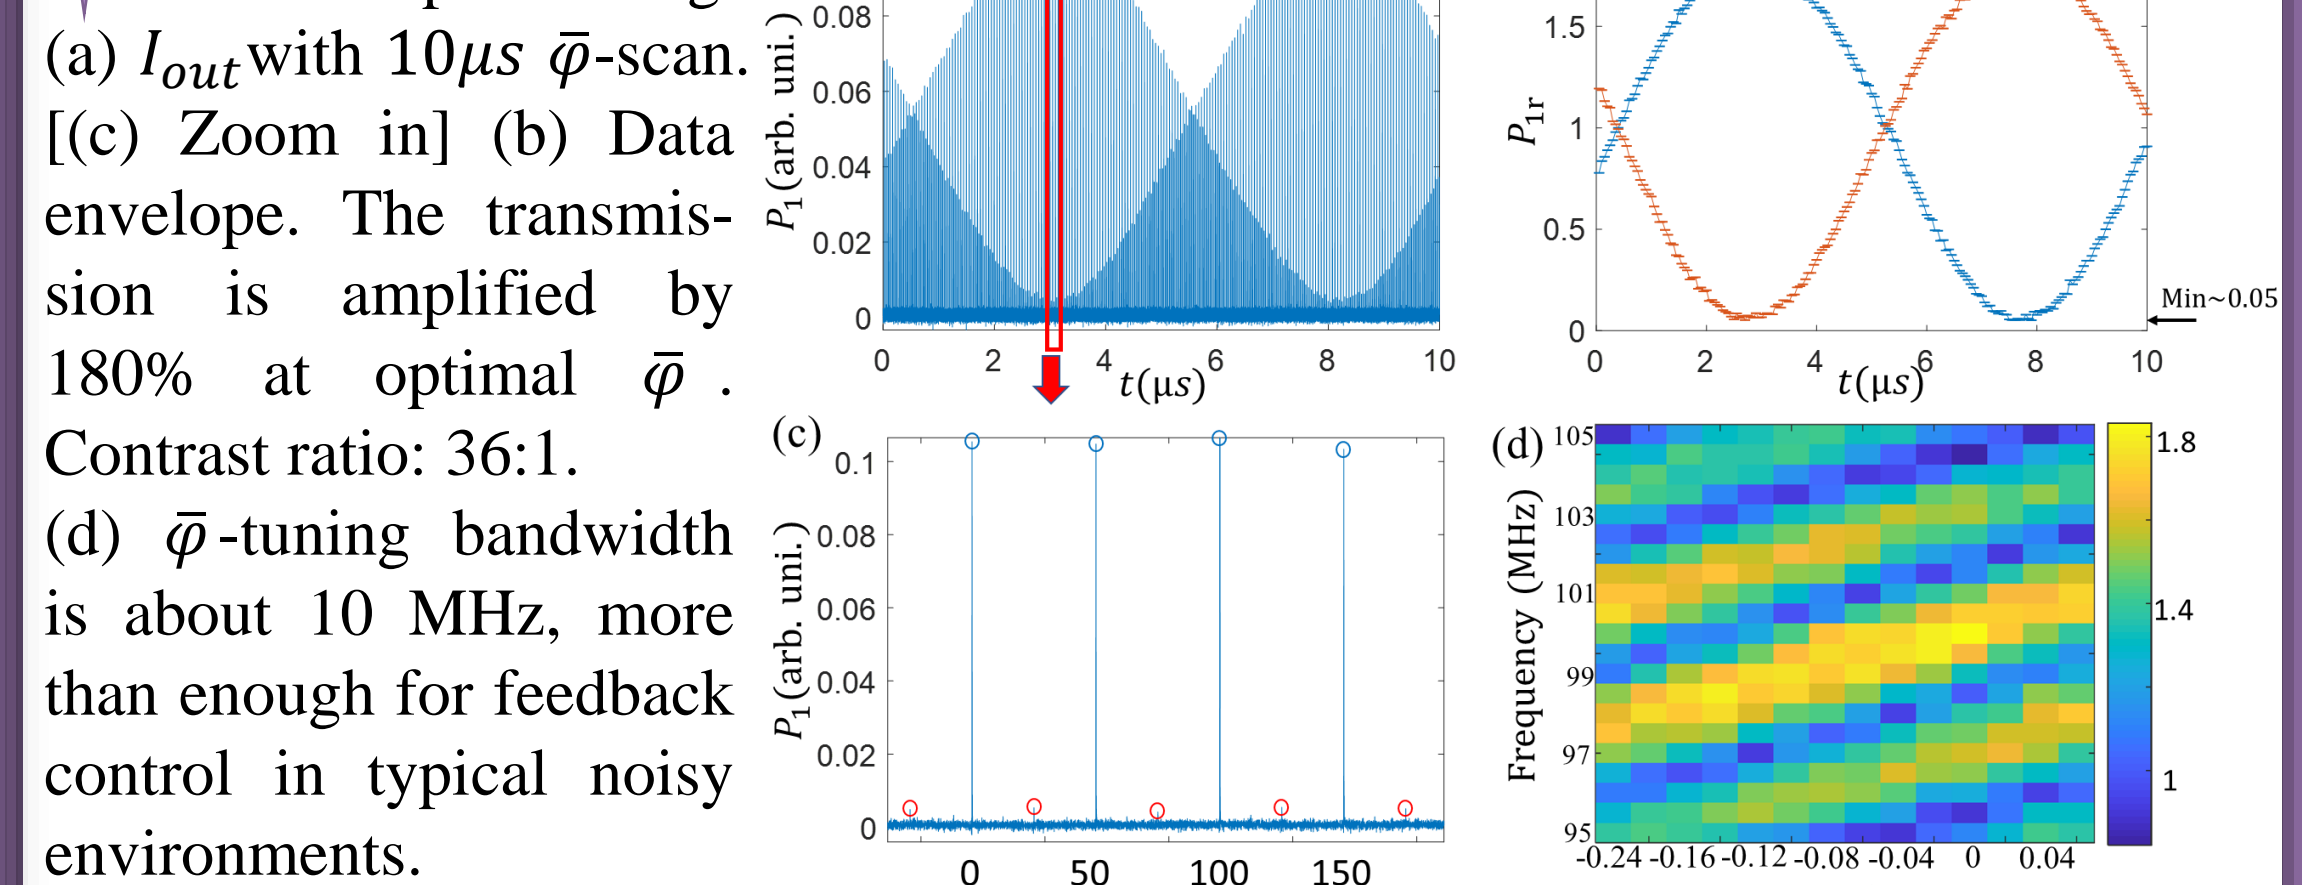 (a) I_out with 10μs φ̄-scan.
[(c) Zoom in] (b) Data
envelope. The transmis-
sion is amplified by
180% at optimal φ̄ .
Contrast ratio: 36:1.
(d) φ̄-tuning bandwidth
is about 10 MHz, more
than enough for feedback
control in typical noisy
environments.
P₁(arb. uni.)
0.08
0.06
0.04
0.02
0
0 2 4 6 8 10
t(μs)
P₁r
1.5
1
0.5
0
0 2 4 6 8 10
t(μs)
Min~0.05
(c)
P₁(arb. uni.)
0.1
0.08
0.06
0.04
0.02
0
0 50 100 150
(d)
Frequency (MHz)
105
103
101
99
97
95
-0.24 -0.16 -0.12 -0.08 -0.04 0 0.04
1.8
1.4
1